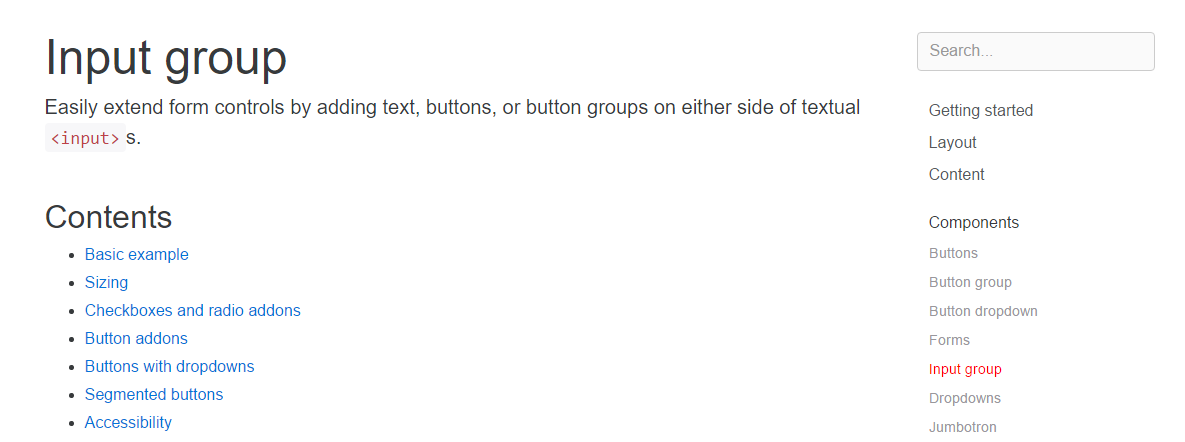 Input group
Easily extend form controls by adding text, buttons, or button groups on either side of textual
<input> s.
Contents
Basic example
Sizing
Checkboxes and radio addons
Button addons
Buttons with dropdowns
Segmented buttons
Accessibility
Search...
Getting started
Layout
Content
Components
Buttons
Button group
Button dropdown
Forms
Input group
Dropdowns
Jumbotron